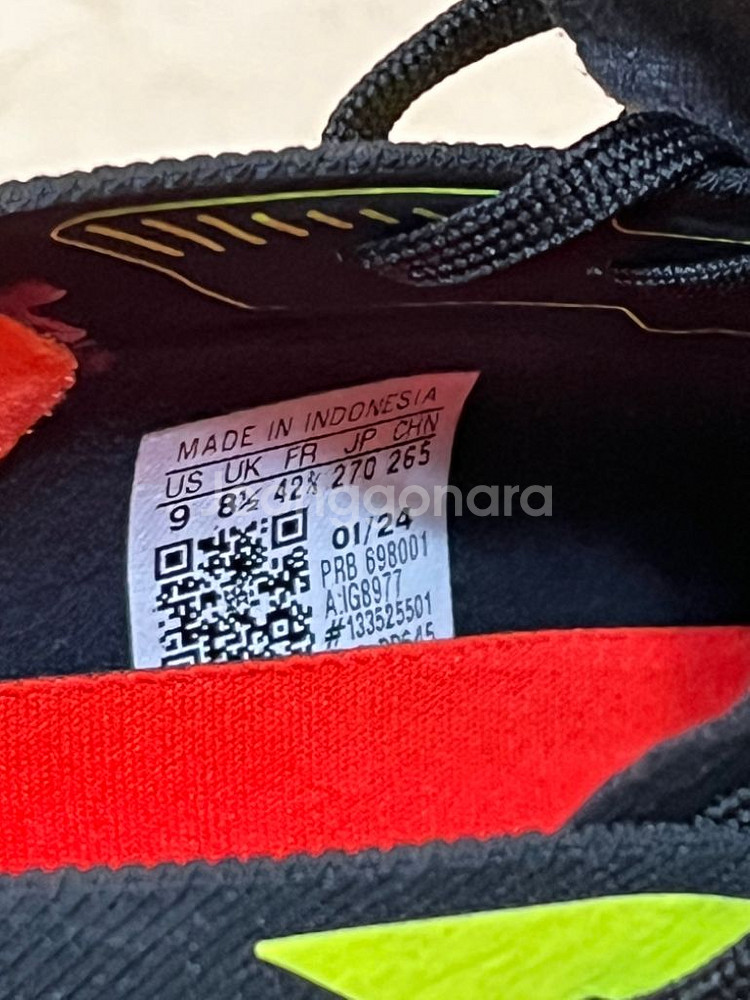 MADE IN INDONESIA
US UK FR JP CHN
9 8½ 42⅔ 270 265
01/24
PRB 698001
A:IG8977
#133525501